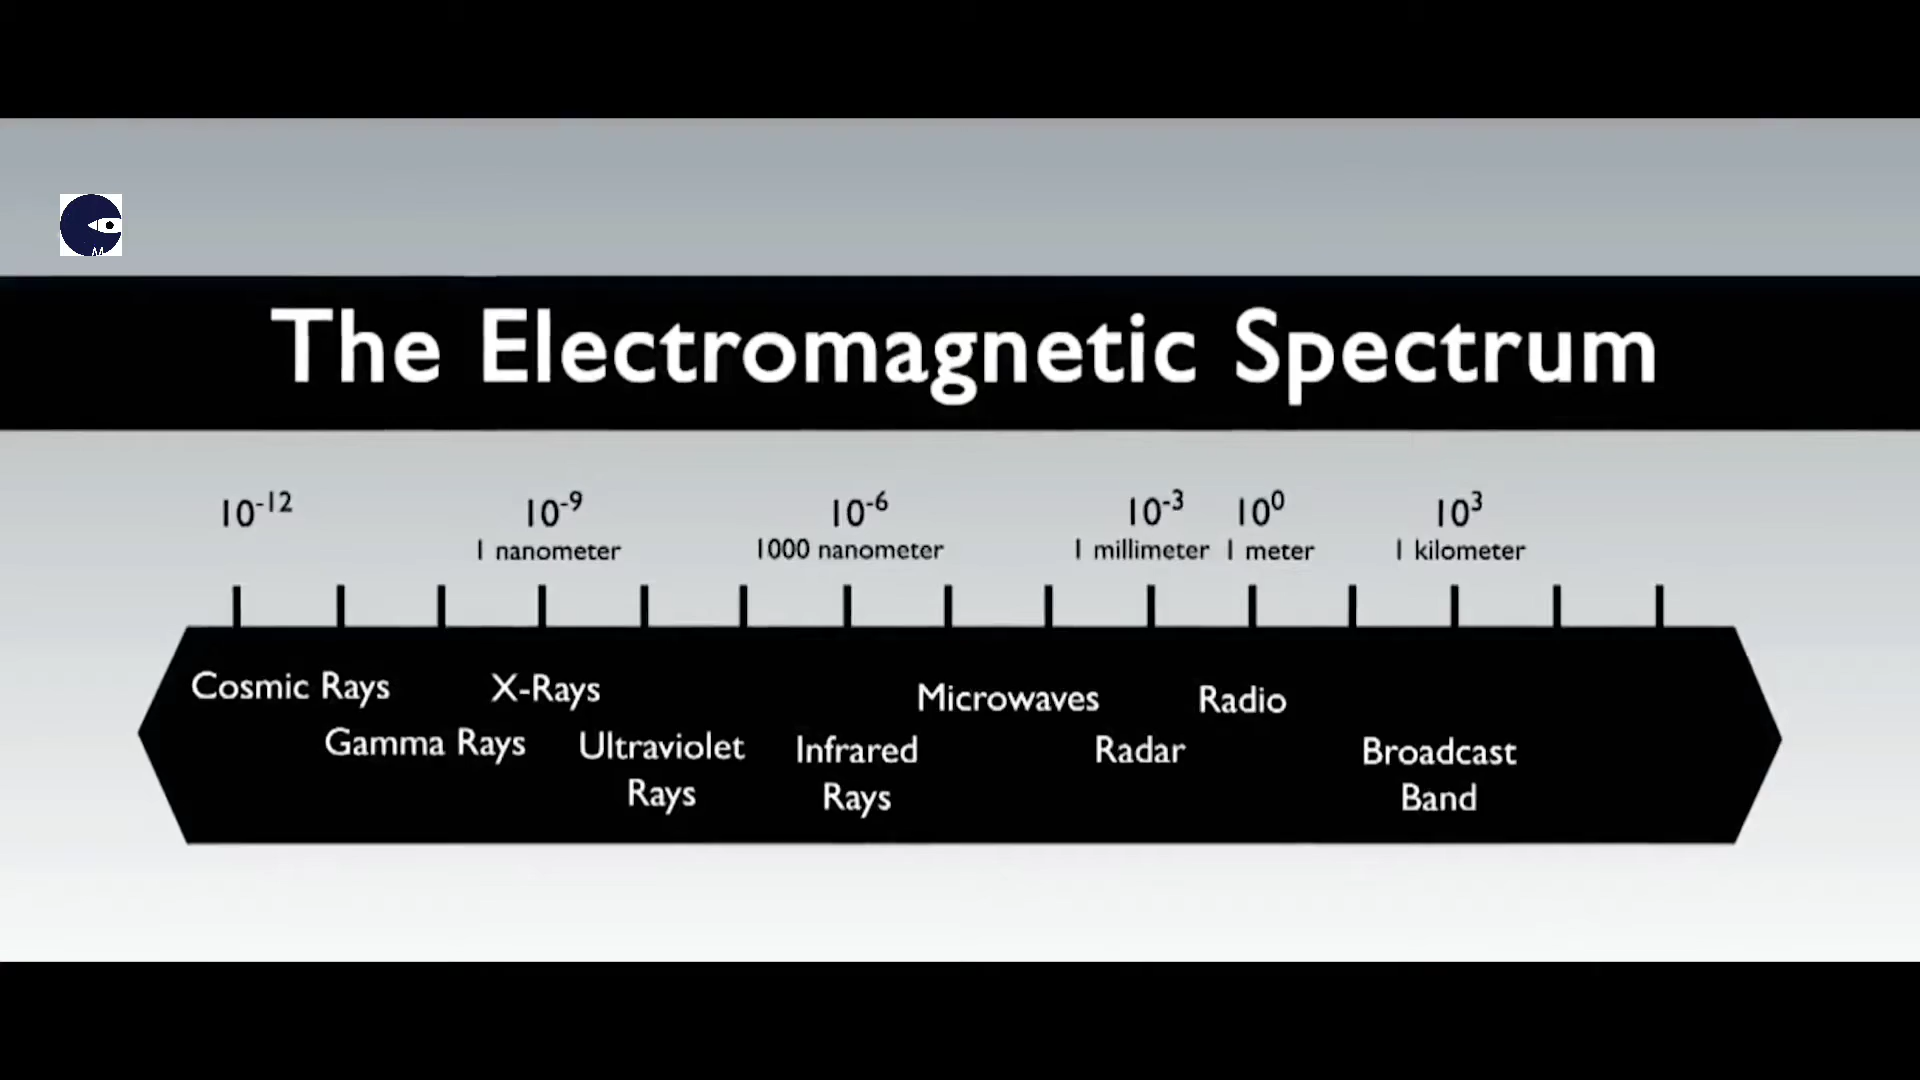 The Electromagnetic Spectrum
10⁻¹² 10⁻⁹ 10⁻⁶ 10⁻³ 10⁰ 10³
1 nanometer 1000 nanometer 1 millimeter 1 meter 1 kilometer
Cosmic Rays X-Rays Microwaves Radio
Gamma Rays Ultraviolet Infrared Radar Broadcast
Rays Rays Band
M